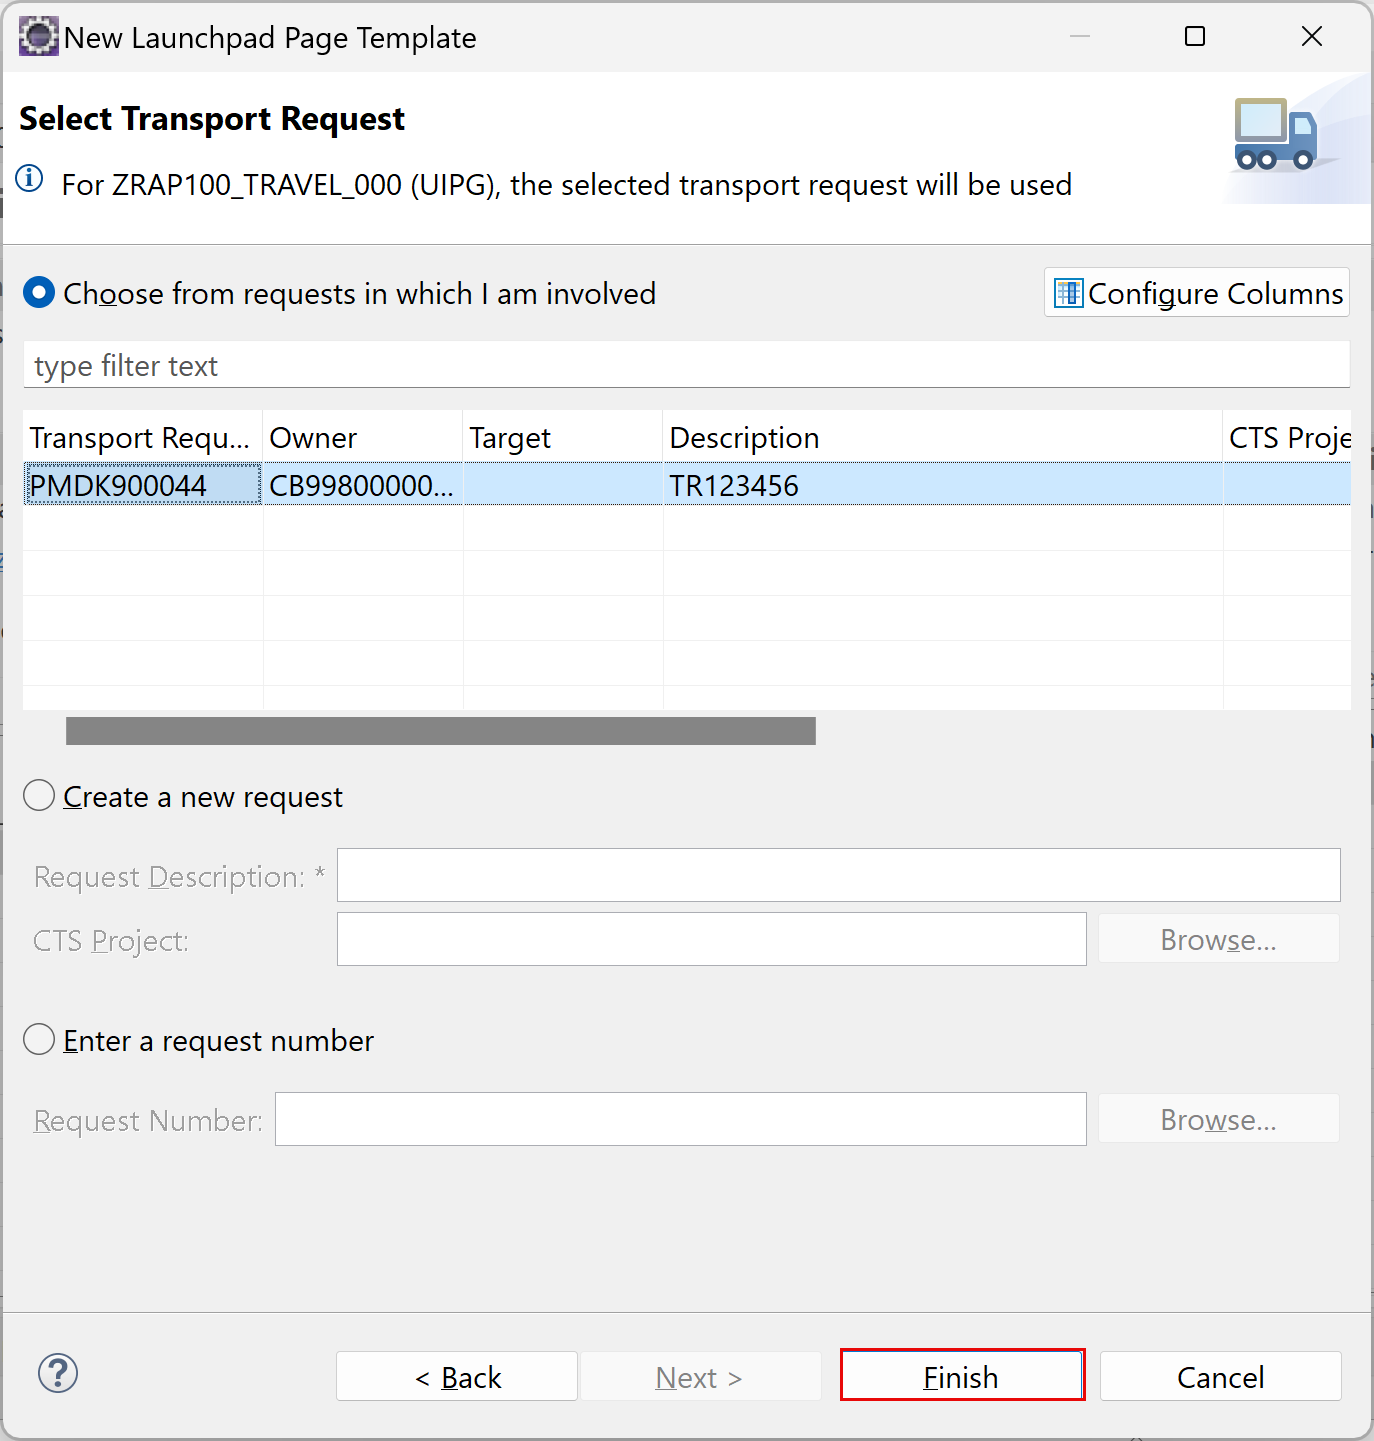 New Launchpad Page Template
Select Transport Request
For ZRAP100_TRAVEL_000 (UIPG), the selected transport request will be used
Choose from requests in which I am involved
Configure Columns
type filter text
Transport Requ... Owner Target Description CTS Proje
PMDK900044 CB99800000... TR123456
Create a new request
Request Description: *
CTS Project: Browse...
Enter a request number
Request Number: Browse...
< Back Next > Finish Cancel